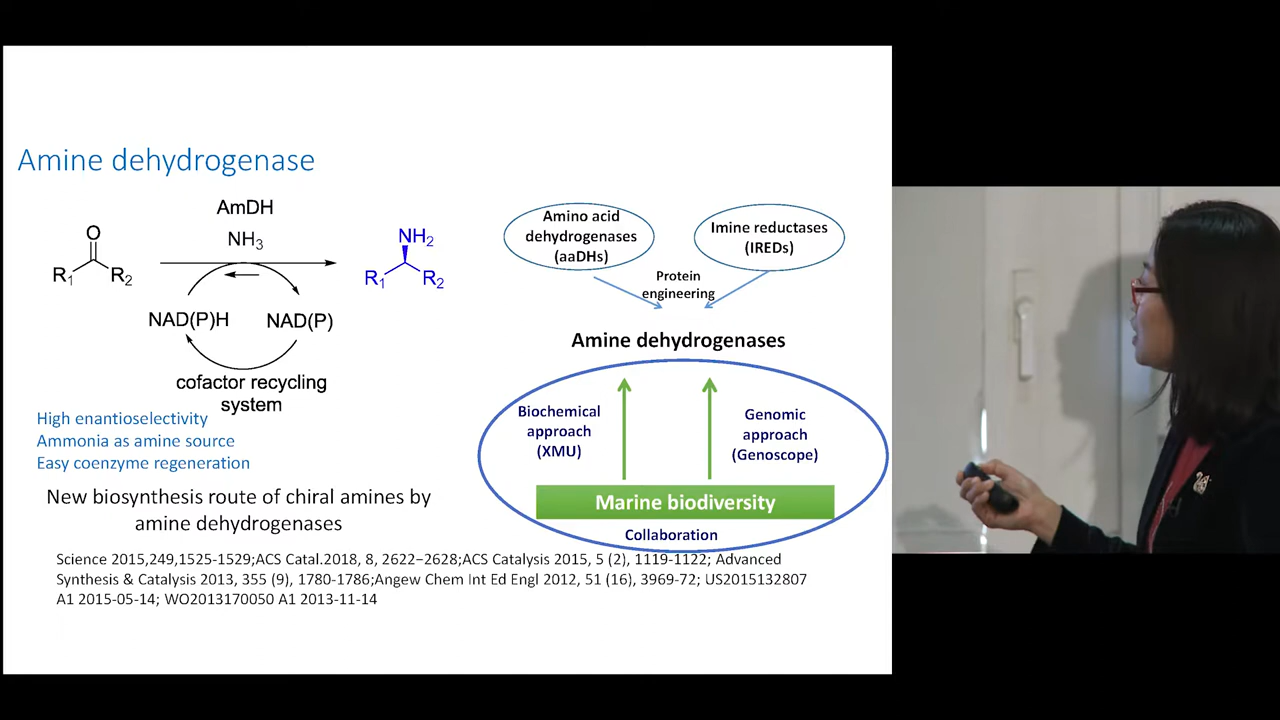 Amine dehydrogenase
AmDH
NH3
O
R1
R2
NH2
R1
R2
NAD(P)H
NAD(P)
cofactor recycling
system
High enantioselectivity
Ammonia as amine source
Easy coenzyme regeneration
New biosynthesis route of chiral amines by
amine dehydrogenases
Amino acid
dehydrogenases
(aaDHs)
Imine reductases
(IREDs)
Protein
engineering
Amine dehydrogenases
Biochemical
approach
(XMU)
Genomic
approach
(Genoscope)
Marine biodiversity
Collaboration
Science 2015,249,1525-1529;ACS Catal.2018, 8, 2622−2628;ACS Catalysis 2015, 5 (2), 1119-1122; Advanced
Synthesis & Catalysis 2013, 355 (9), 1780-1786;Angew Chem Int Ed Engl 2012, 51 (16), 3969-72; US2015132807
A1 2015-05-14; WO2013170050 A1 2013-11-14